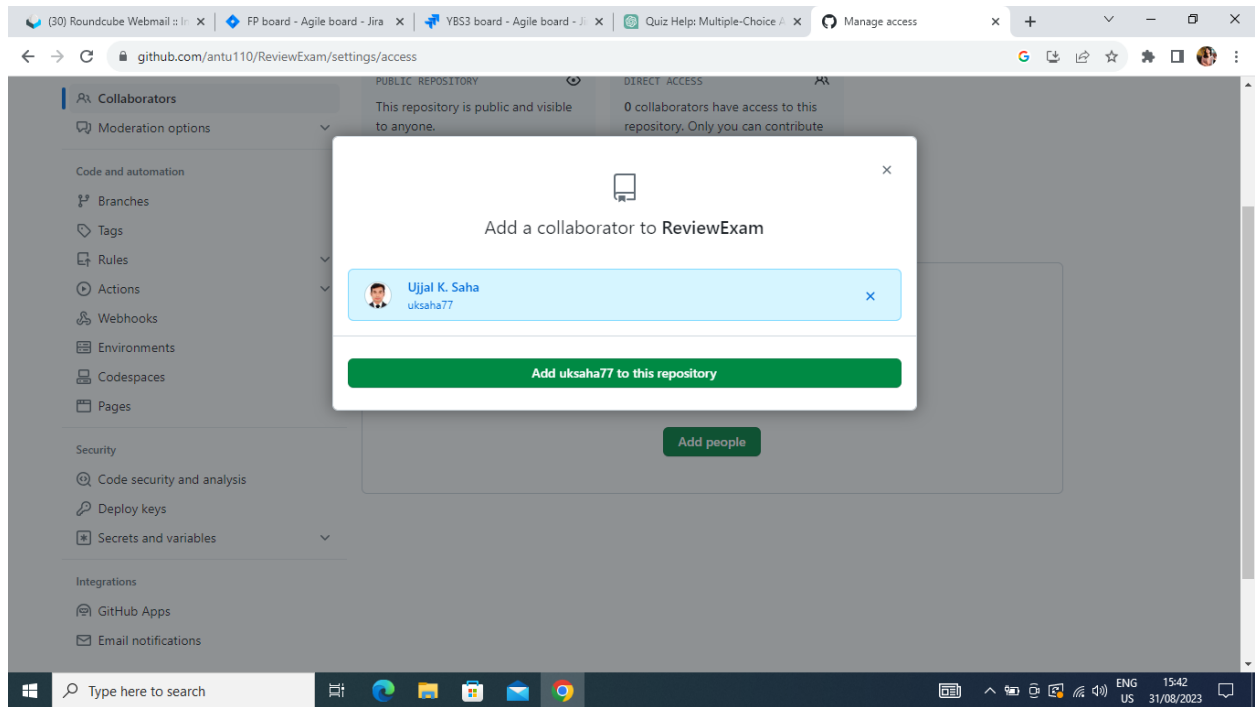 (30) Roundcube Webmail :: In
FP board - Agile board - Jira
YBS3 board - Agile board - Ji
Quiz Help: Multiple-Choice A
Manage access
github.com/antu110/ReviewExam/settings/access
Collaborators
Moderation options
Code and automation
Branches
Tags
Rules
Actions
Webhooks
Environments
Codespaces
Pages
Security
Code security and analysis
Deploy keys
Secrets and variables
Integrations
GitHub Apps
Email notifications
PUBLIC REPOSITORY
This repository is public and visible
to anyone.
DIRECT ACCESS
0 collaborators have access to this
repository. Only you can contribute
Add a collaborator to ReviewExam
Ujjal K. Saha
uksaha77
Add uksaha77 to this repository
Add people
Type here to search
ENG
US
15:42
31/08/2023